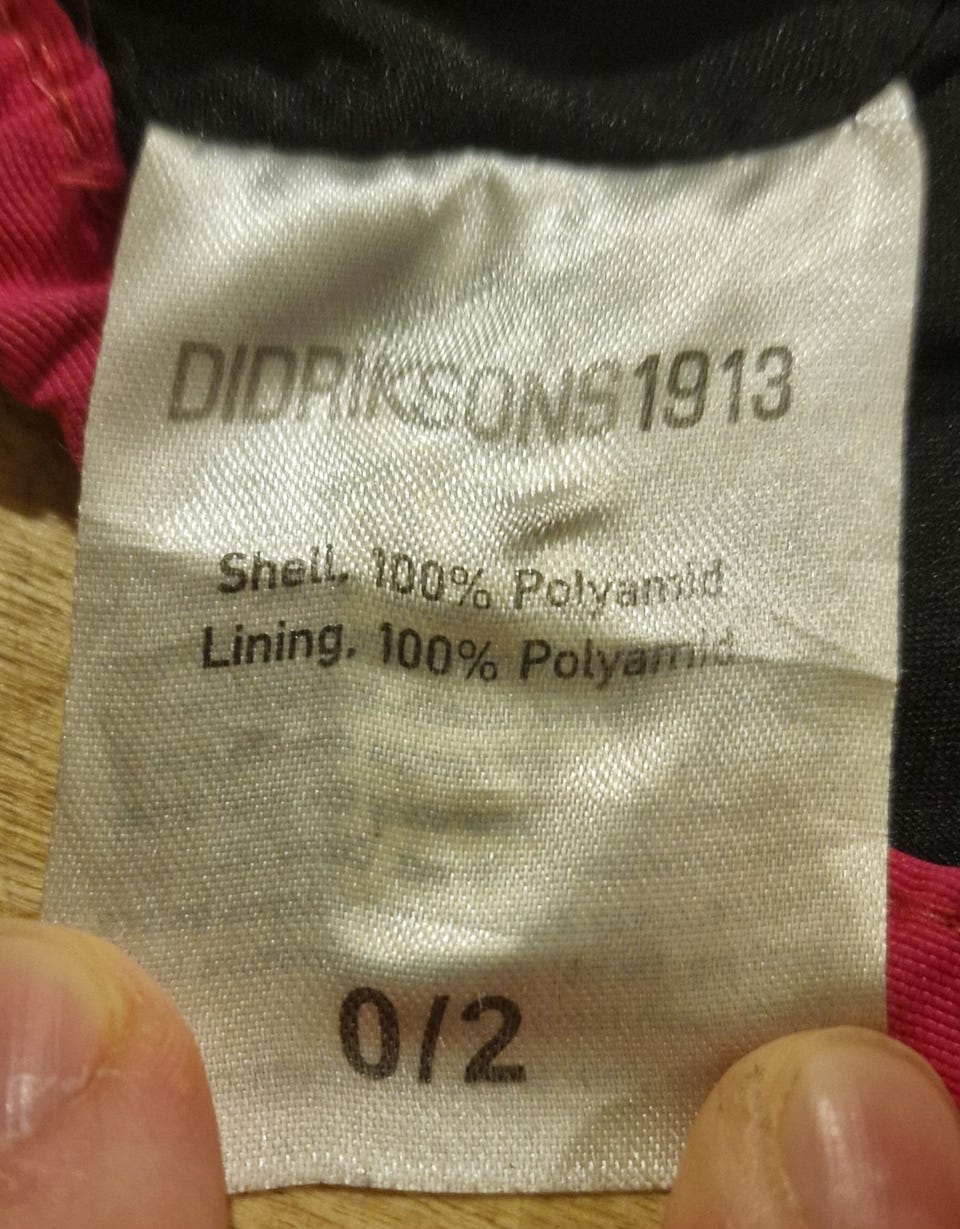 DIDRIKSONS1913
Shell. 100% Polyamid
Lining. 100% Polyamid
0/2